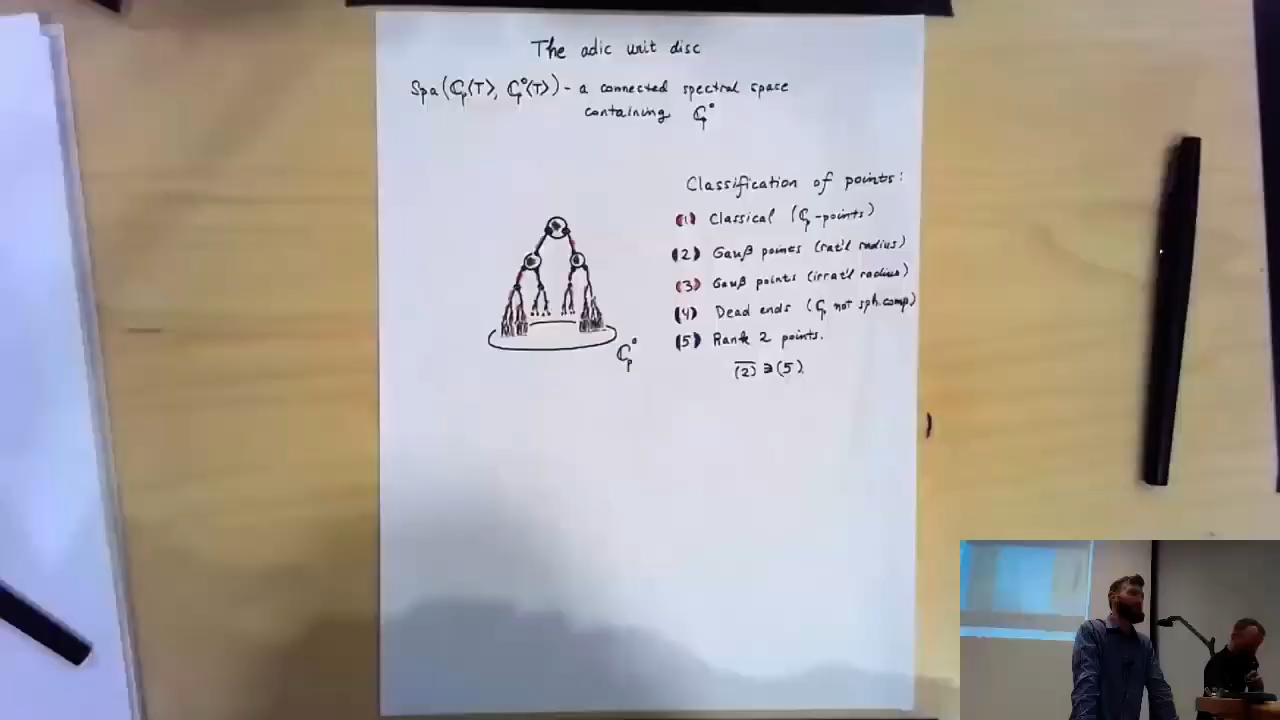 The adic unit disc
Spa(ℂₚ⟨T⟩, ℂₚ°⟨T⟩) - a connected spectral space
containing ℂₚ°
Classification of points:
(1) Classical (ℂₚ-points)
(2) Gauß points (rat'l radius)
(3) Gauß points (irrat'l radius)
(4) Dead ends (ℂₚ not sph. comp)
(5) Rank 2 points.
ℂₚ°
(2)‾ ∋ (5).